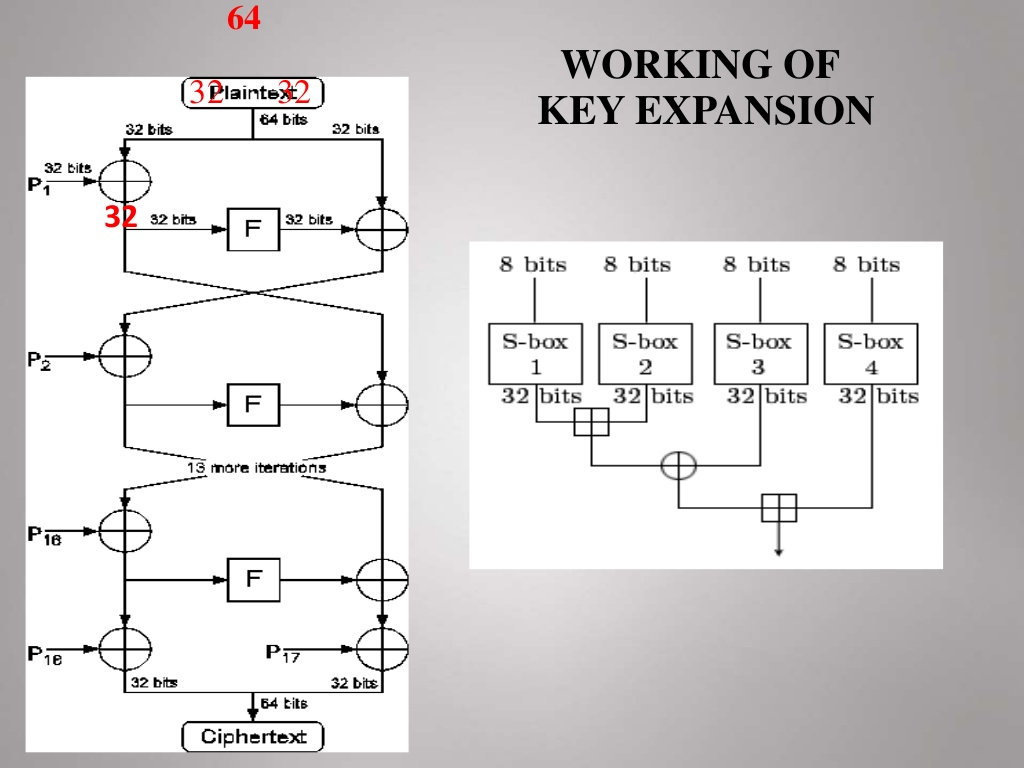 64
WORKING OF
KEY EXPANSION
32 32
Plaintext
64 bits
32 bits 32 bits
32 bits
P1
32
32 bits F 32 bits
P2
F
13 more iterations
P16
F
P18
P17
32 bits 32 bits
64 bits
Ciphertext
8 bits 8 bits 8 bits 8 bits
S-box S-box S-box S-box
1 2 3 4
32 bits 32 bits 32 bits 32 bits